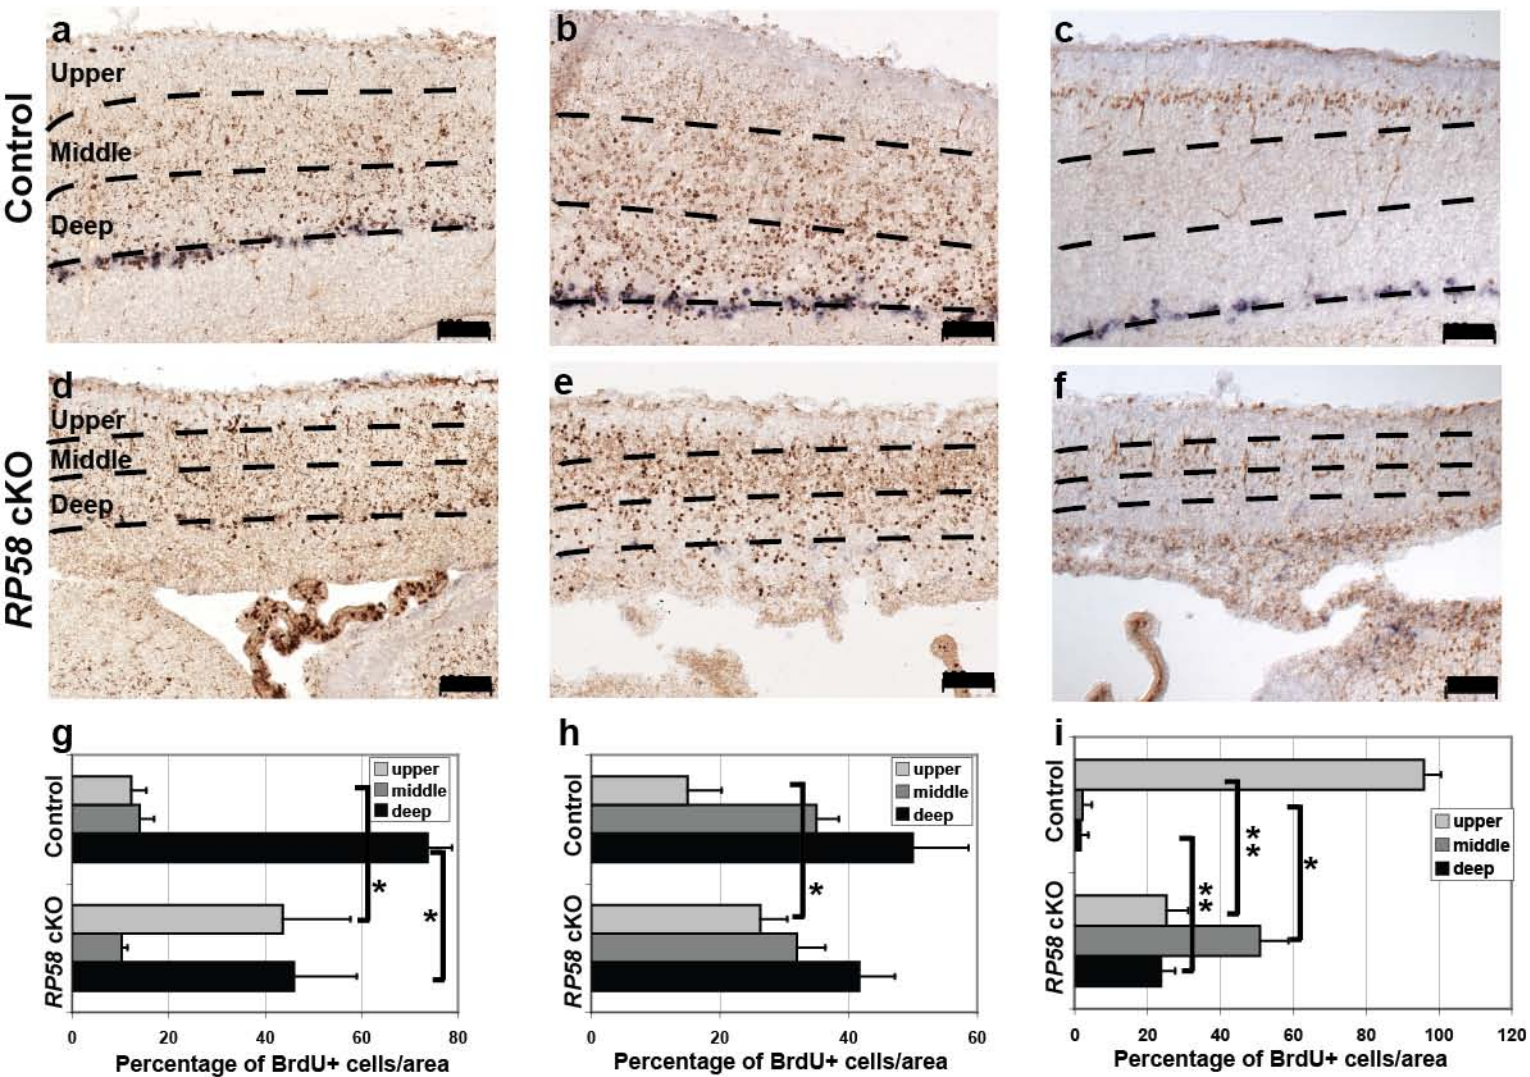 a
b
c
Control
Upper
Middle
Deep
d
e
f
RP58 cKO
Upper
Middle
Deep
g
h
i
Control
RP58 cKO
upper
middle
deep
*
*
0 20 40 60 80
Percentage of BrdU+ cells/area
Control
RP58 cKO
upper
middle
deep
*
0 20 40 60
Percentage of BrdU+ cells/area
Control
RP58 cKO
upper
middle
deep
**
**
*
0 20 40 60 80 100 120
Percentage of BrdU+ cells/area